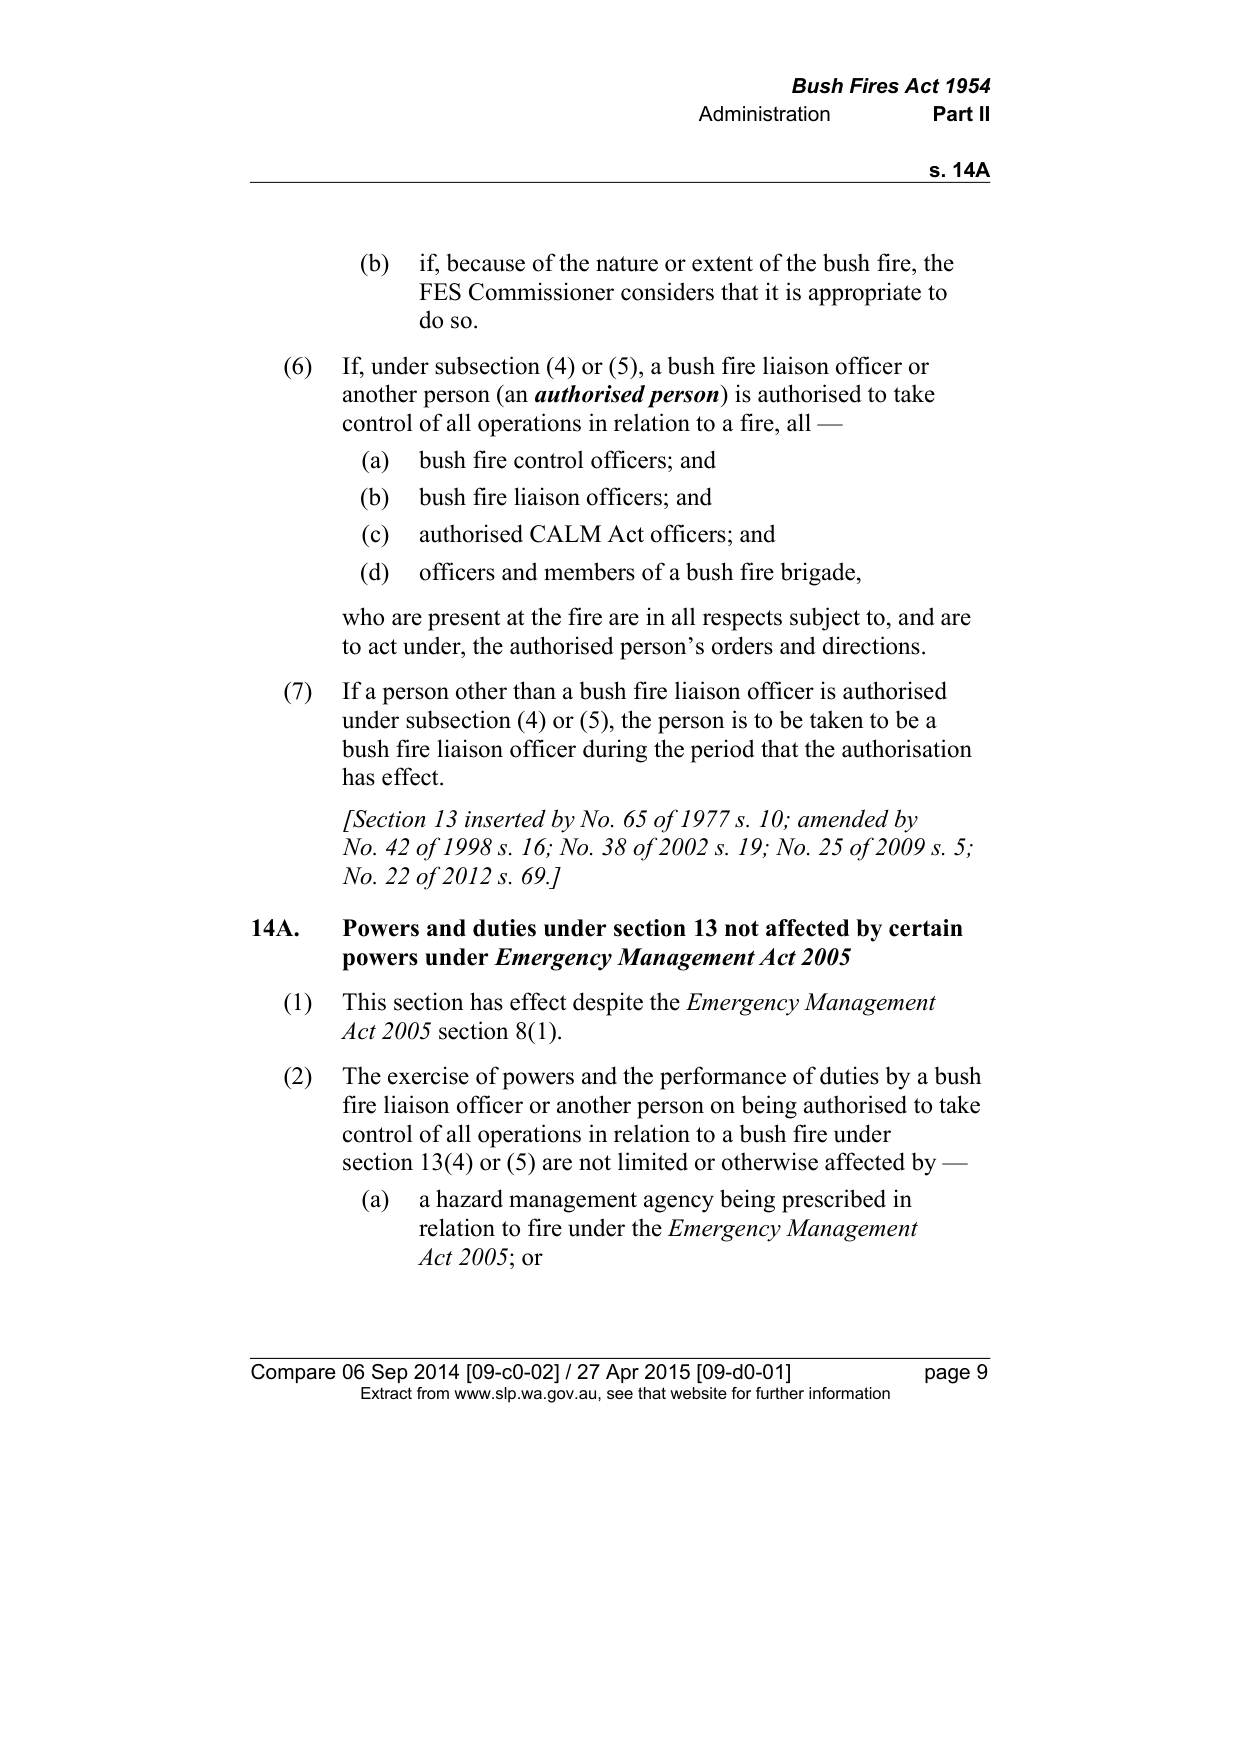 Bush Fires Act 1954
Administration Part II
s. 14A
(b) if, because of the nature or extent of the bush fire, the
FES Commissioner considers that it is appropriate to
do so.
(6) If, under subsection (4) or (5), a bush fire liaison officer or
another person (an authorised person) is authorised to take
control of all operations in relation to a fire, all —
(a) bush fire control officers; and
(b) bush fire liaison officers; and
(c) authorised CALM Act officers; and
(d) officers and members of a bush fire brigade,
who are present at the fire are in all respects subject to, and are
to act under, the authorised person’s orders and directions.
(7) If a person other than a bush fire liaison officer is authorised
under subsection (4) or (5), the person is to be taken to be a
bush fire liaison officer during the period that the authorisation
has effect.
[Section 13 inserted by No. 65 of 1977 s. 10; amended by
No. 42 of 1998 s. 16; No. 38 of 2002 s. 19; No. 25 of 2009 s. 5;
No. 22 of 2012 s. 69.]
14A. Powers and duties under section 13 not affected by certain
powers under Emergency Management Act 2005
(1) This section has effect despite the Emergency Management
Act 2005 section 8(1).
(2) The exercise of powers and the performance of duties by a bush
fire liaison officer or another person on being authorised to take
control of all operations in relation to a bush fire under
section 13(4) or (5) are not limited or otherwise affected by —
(a) a hazard management agency being prescribed in
relation to fire under the Emergency Management
Act 2005; or
Compare 06 Sep 2014 [09-c0-02] / 27 Apr 2015 [09-d0-01] page 9
Extract from www.slp.wa.gov.au, see that website for further information